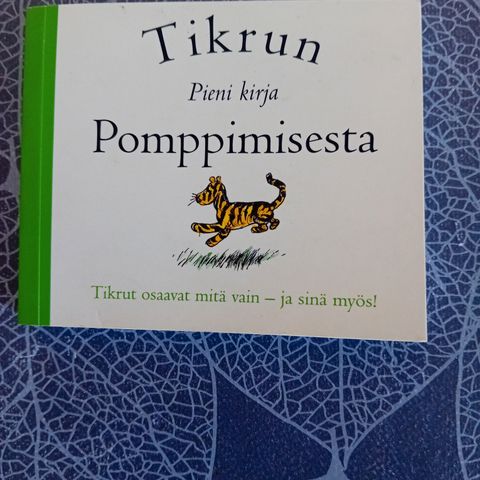 Tikrun
Pieni kirja
Pomppimisesta
Tikrut osaavat mitä vain – ja sinä myös!